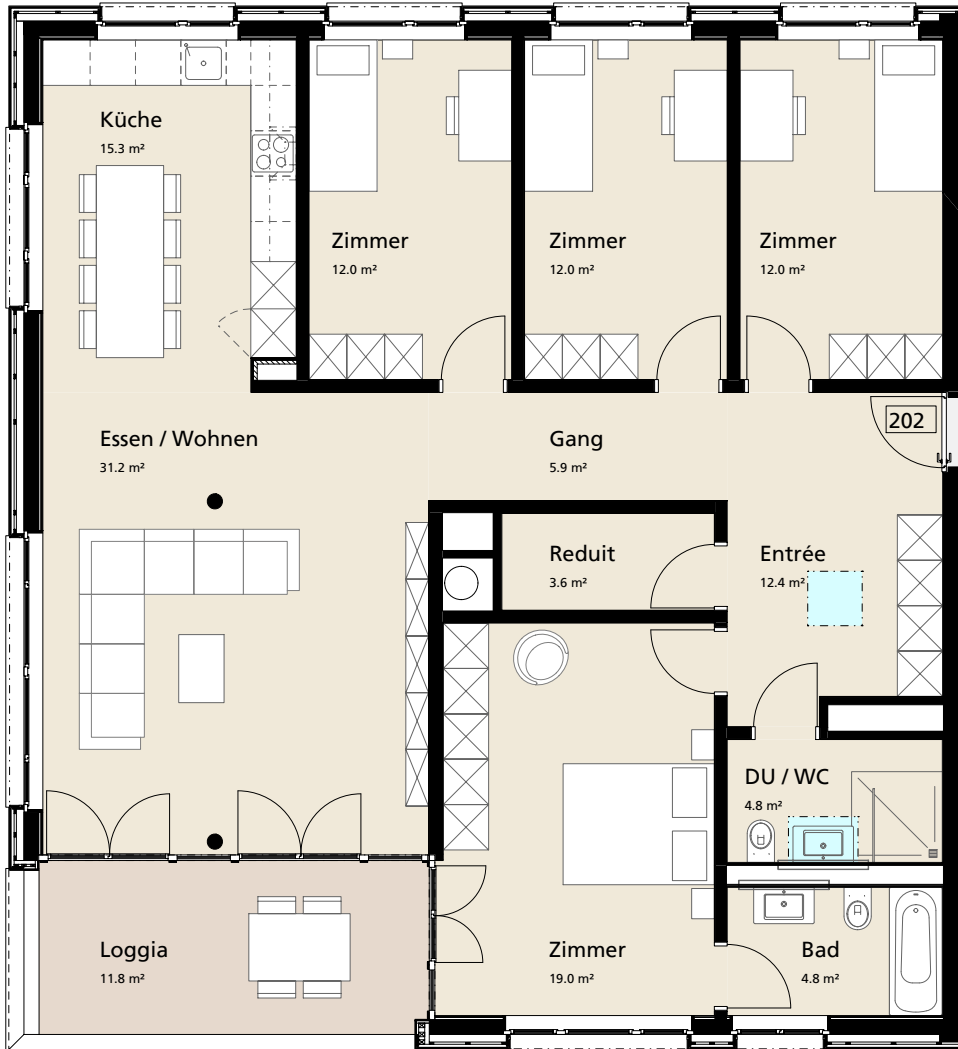 Küche
15.3 m²
Zimmer
12.0 m²
Zimmer
12.0 m²
Zimmer
12.0 m²
Essen / Wohnen
31.2 m²
Gang
5.9 m²
202
Reduit
3.6 m²
Entrée
12.4 m²
DU / WC
4.8 m²
Loggia
11.8 m²
Zimmer
19.0 m²
Bad
4.8 m²